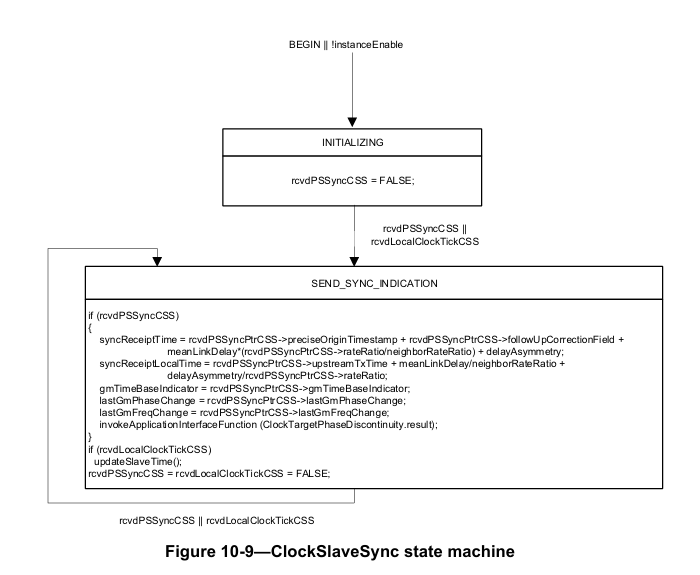 BEGIN || !instanceEnable
INITIALIZING
rcvdPSSyncCSS = FALSE;
rcvdPSSyncCSS ||
rcvdLocalClockTickCSS
SEND_SYNC_INDICATION
if (rcvdPSSyncCSS)
{
syncReceiptTime = rcvdPSSyncPtrCSS->preciseOriginTimestamp + rcvdPSSyncPtrCSS->followUpCorrectionField +
meanLinkDelay*(rcvdPSSyncPtrCSS->rateRatio/neighborRateRatio) + delayAsymmetry;
syncReceiptLocalTime = rcvdPSSyncPtrCSS->upstreamTxTime + meanLinkDelay/neighborRateRatio +
delayAsymmetry/rcvdPSSyncPtrCSS->rateRatio;
gmTimeBaseIndicator = rcvdPSSyncPtrCSS->gmTimeBaseIndicator;
lastGmPhaseChange = rcvdPSSyncPtrCSS->lastGmPhaseChange;
lastGmFreqChange = rcvdPSSyncPtrCSS->lastGmFreqChange;
invokeApplicationInterfaceFunction (ClockTargetPhaseDiscontinuity.result);
}
if (rcvdLocalClockTickCSS)
updateSlaveTime();
rcvdPSSyncCSS = rcvdLocalClockTickCSS = FALSE;
rcvdPSSyncCSS || rcvdLocalClockTickCSS
Figure 10-9—ClockSlaveSync state machine